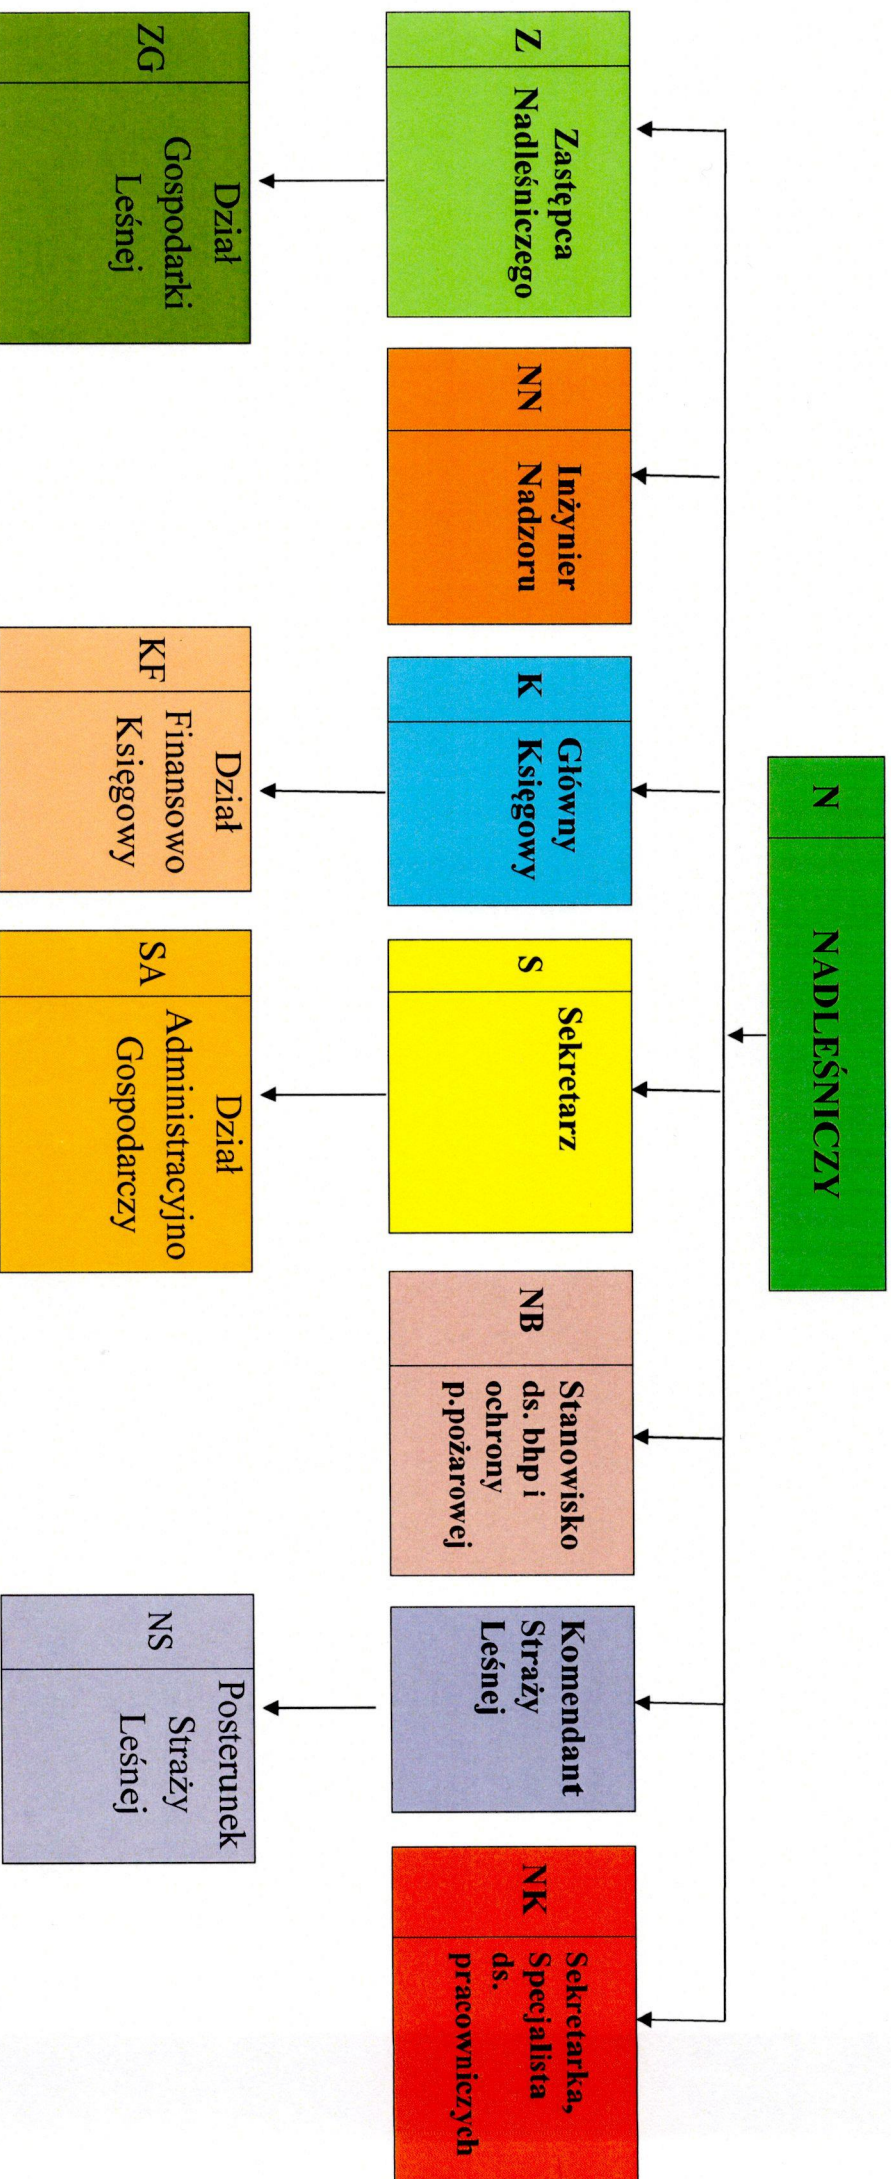 N
NADLEŚNICZY
Z
Zastępca
Nadleśniczego
NN
Inżynier
Nadzoru
K
Główny
Księgowy
S
Sekretarz
NB
Stanowisko
ds. bhp i
ochrony
p.pożarowej
Komendant
Straży
Leśnej
NK
Sekretarka,
Specjalista
ds.
pracowniczych
ZG
Dział
Gospodarki
Leśnej
KF
Dział
Finansowo
Księgowy
SA
Dział
Administracyjno
Gospodarczy
NS
Posterunek
Straży
Leśnej